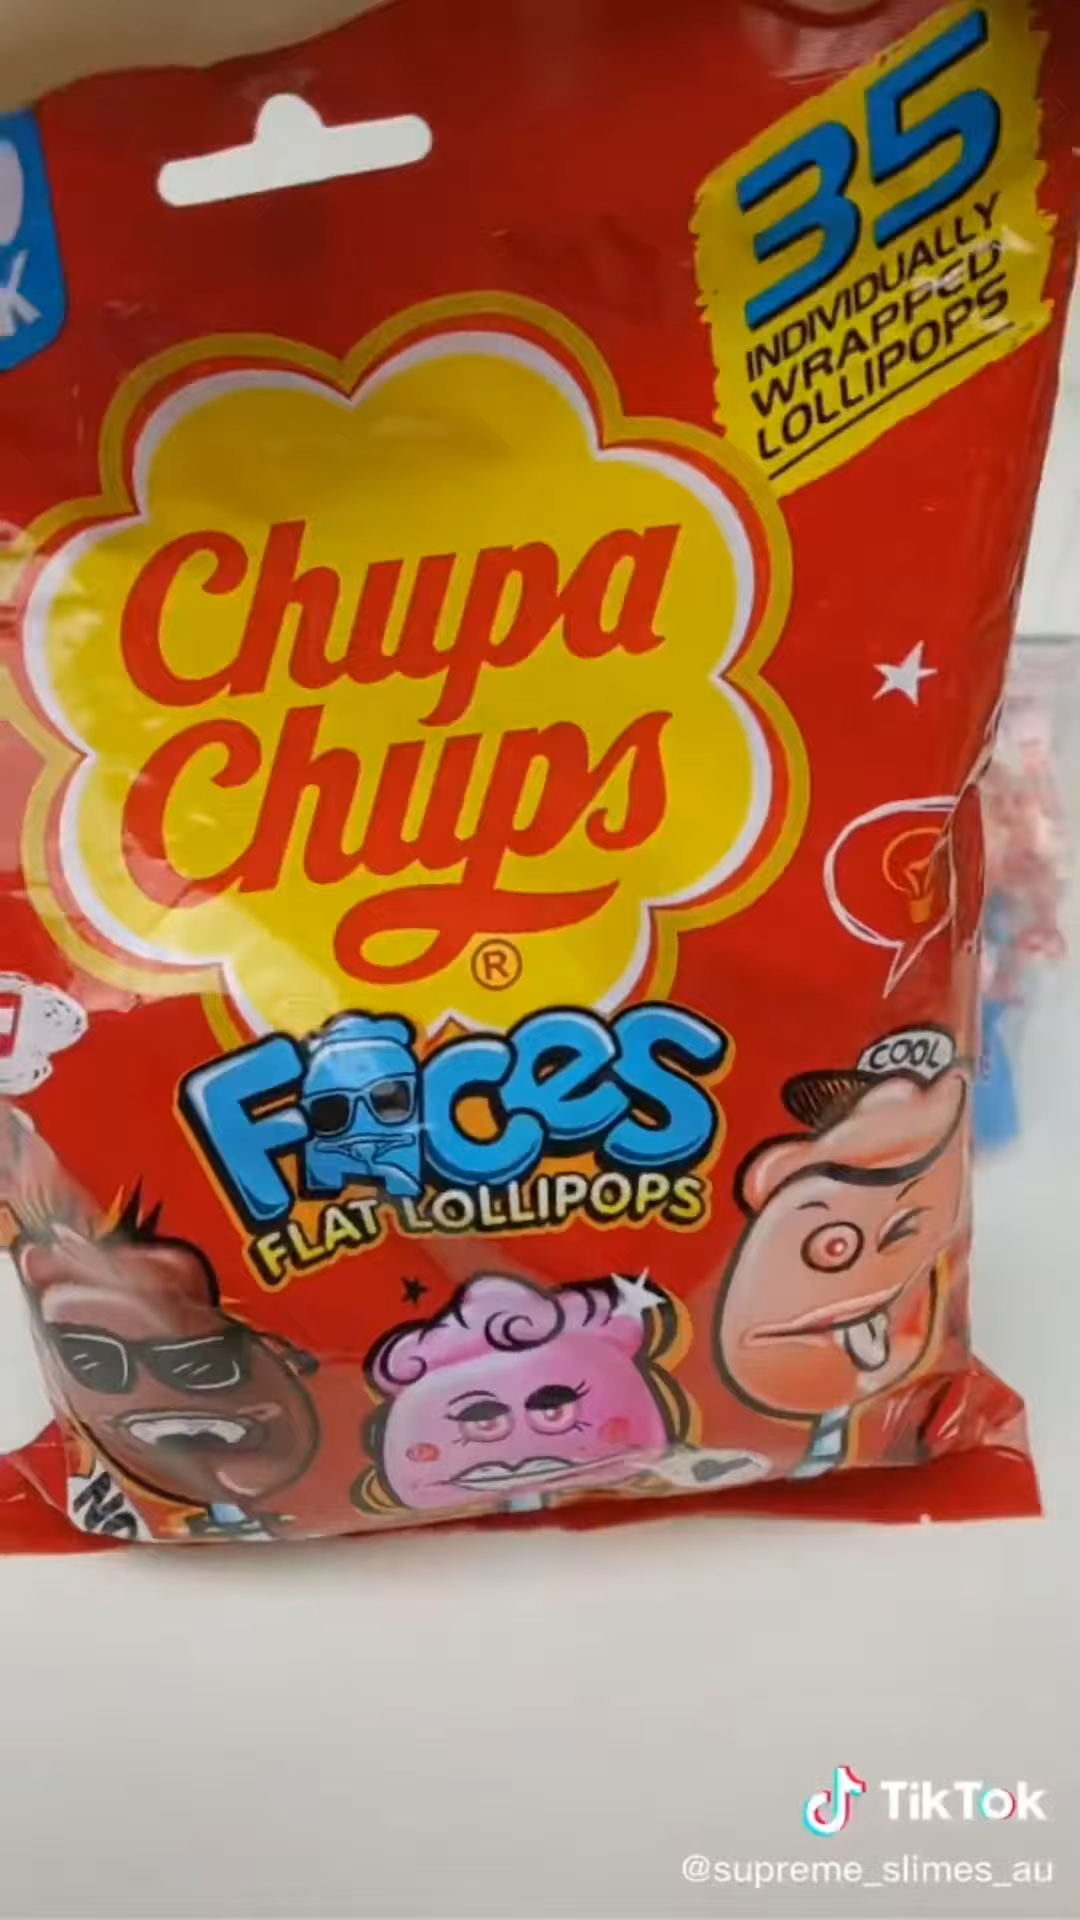 35
INDIVIDUALLY
WRAPPED
LOLLIPOPS
Chupa
Chups
®
FACES
FLAT LOLLIPOPS
COOL
TikTok
@supreme_slimes_au